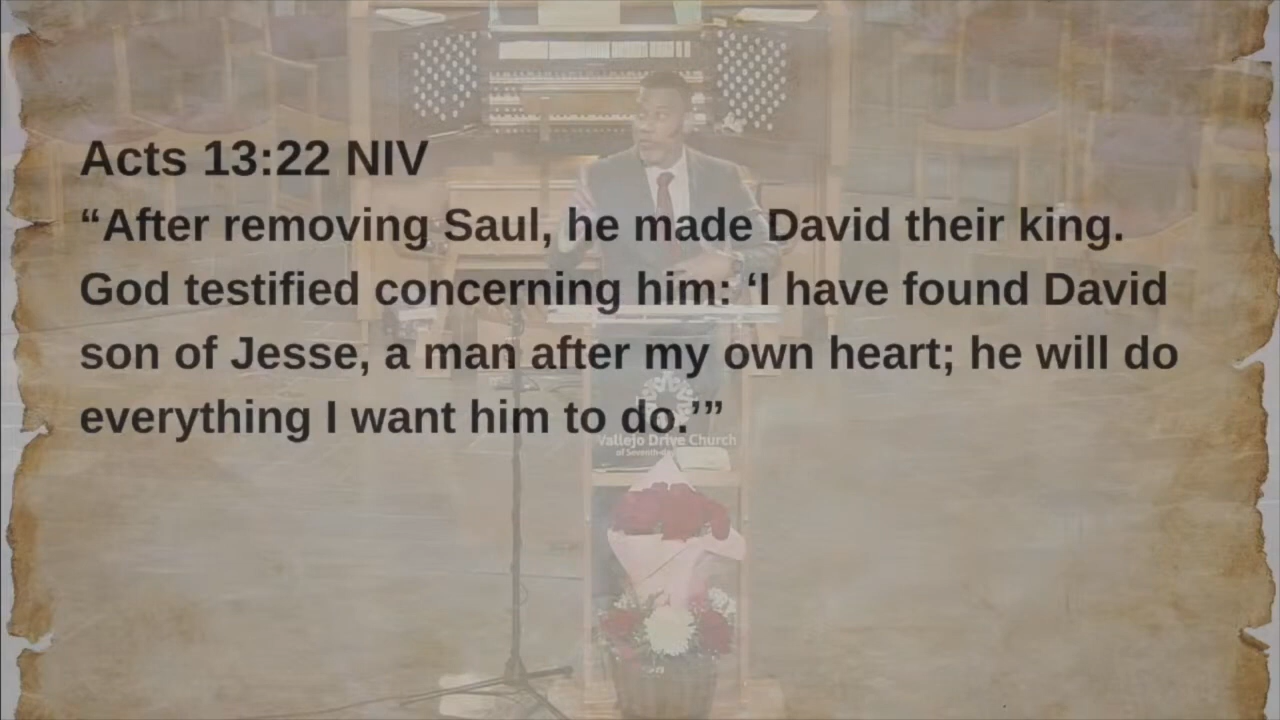 Acts 13:22 NIV
“After removing Saul, he made David their king.
God testified concerning him: ‘I have found David
son of Jesse, a man after my own heart; he will do
everything I want him to do.’”
Vallejo Drive Church
of